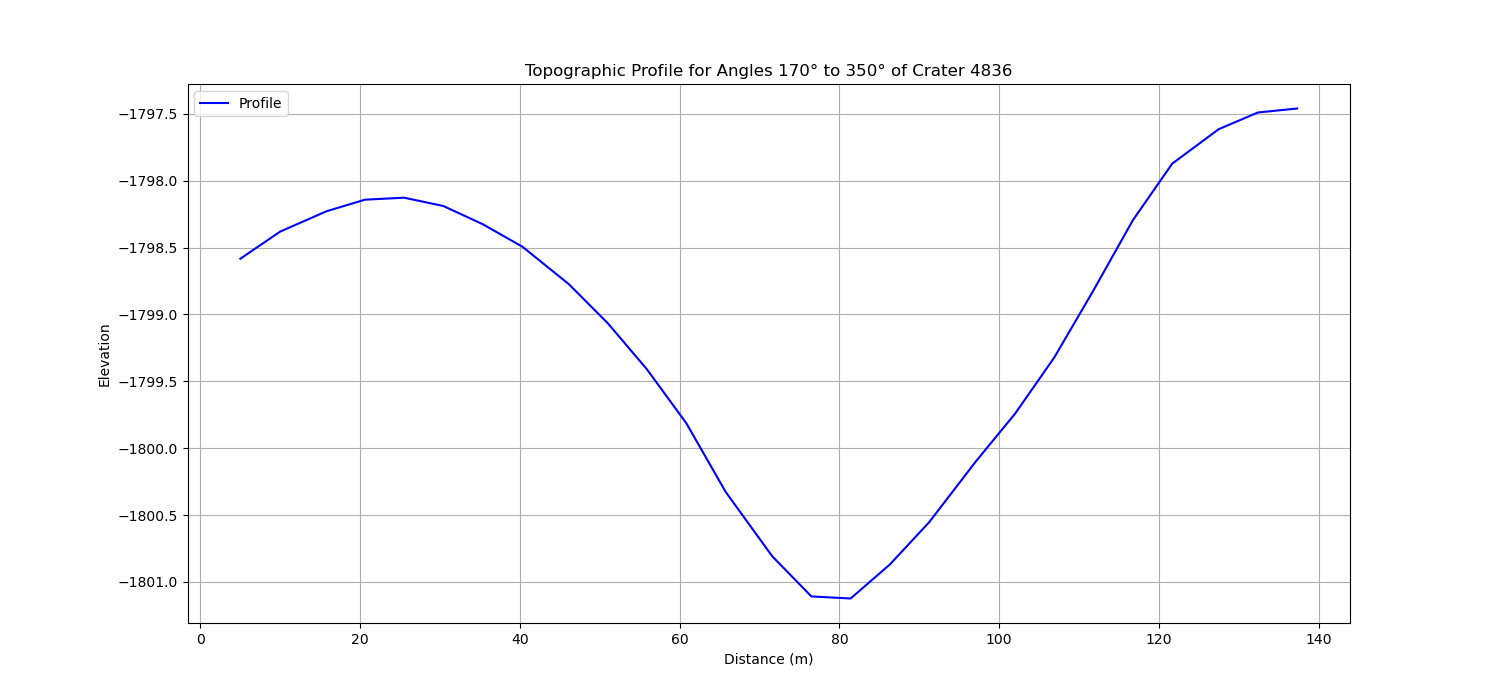 Topographic Profile for Angles 170° to 350° of Crater 4836
Profile
−1797.5
−1798.0
−1798.5
−1799.0
−1799.5
−1800.0
−1800.5
−1801.0
Elevation
0 20 40 60 80 100 120 140
Distance (m)